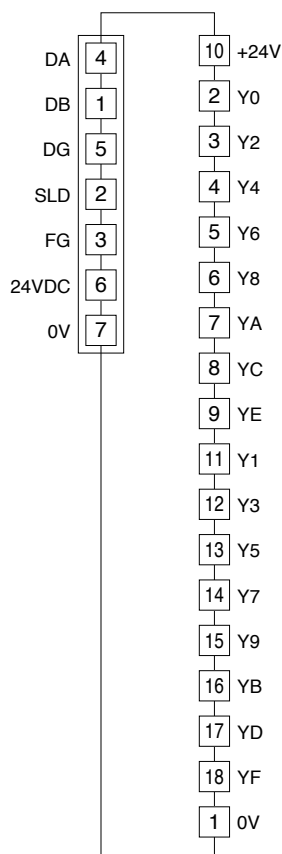 DA 4
DB 1
DG 5
SLD 2
FG 3
24VDC 6
0V 7
10 +24V
2 Y0
3 Y2
4 Y4
5 Y6
6 Y8
7 YA
8 YC
9 YE
11 Y1
12 Y3
13 Y5
14 Y7
15 Y9
16 YB
17 YD
18 YF
1 0V